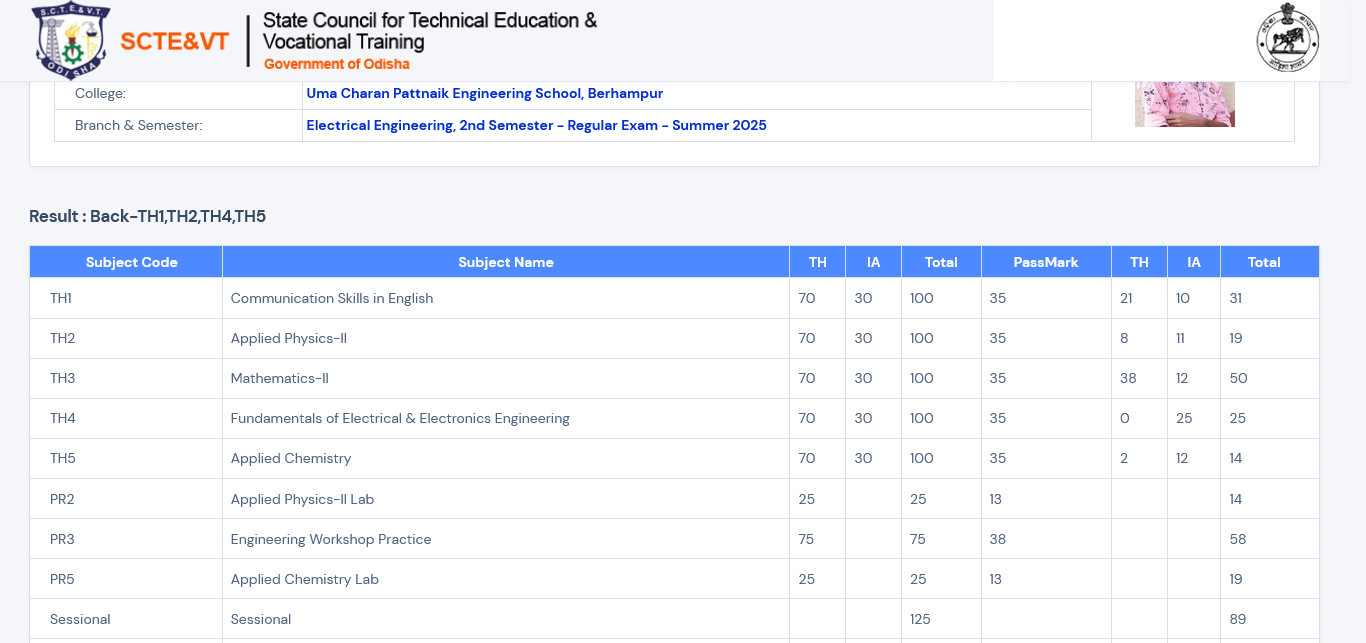 S.C.T.E.&V.T.
ODISHA
SCTE&VT
State Council for Technical Education &
Vocational Training
Government of Odisha
College: Uma Charan Pattnaik Engineering School, Berhampur
Branch & Semester: Electrical Engineering, 2nd Semester - Regular Exam - Summer 2025
Result : Back-TH1,TH2,TH4,TH5
Subject Code Subject Name TH IA Total PassMark TH IA Total
TH1 Communication Skills in English 70 30 100 35 21 10 31
TH2 Applied Physics-II 70 30 100 35 8 11 19
TH3 Mathematics-II 70 30 100 35 38 12 50
TH4 Fundamentals of Electrical & Electronics Engineering 70 30 100 35 0 25 25
TH5 Applied Chemistry 70 30 100 35 2 12 14
PR2 Applied Physics-II Lab 25 25 13 14
PR3 Engineering Workshop Practice 75 75 38 58
PR5 Applied Chemistry Lab 25 25 13 19
Sessional Sessional 125 89